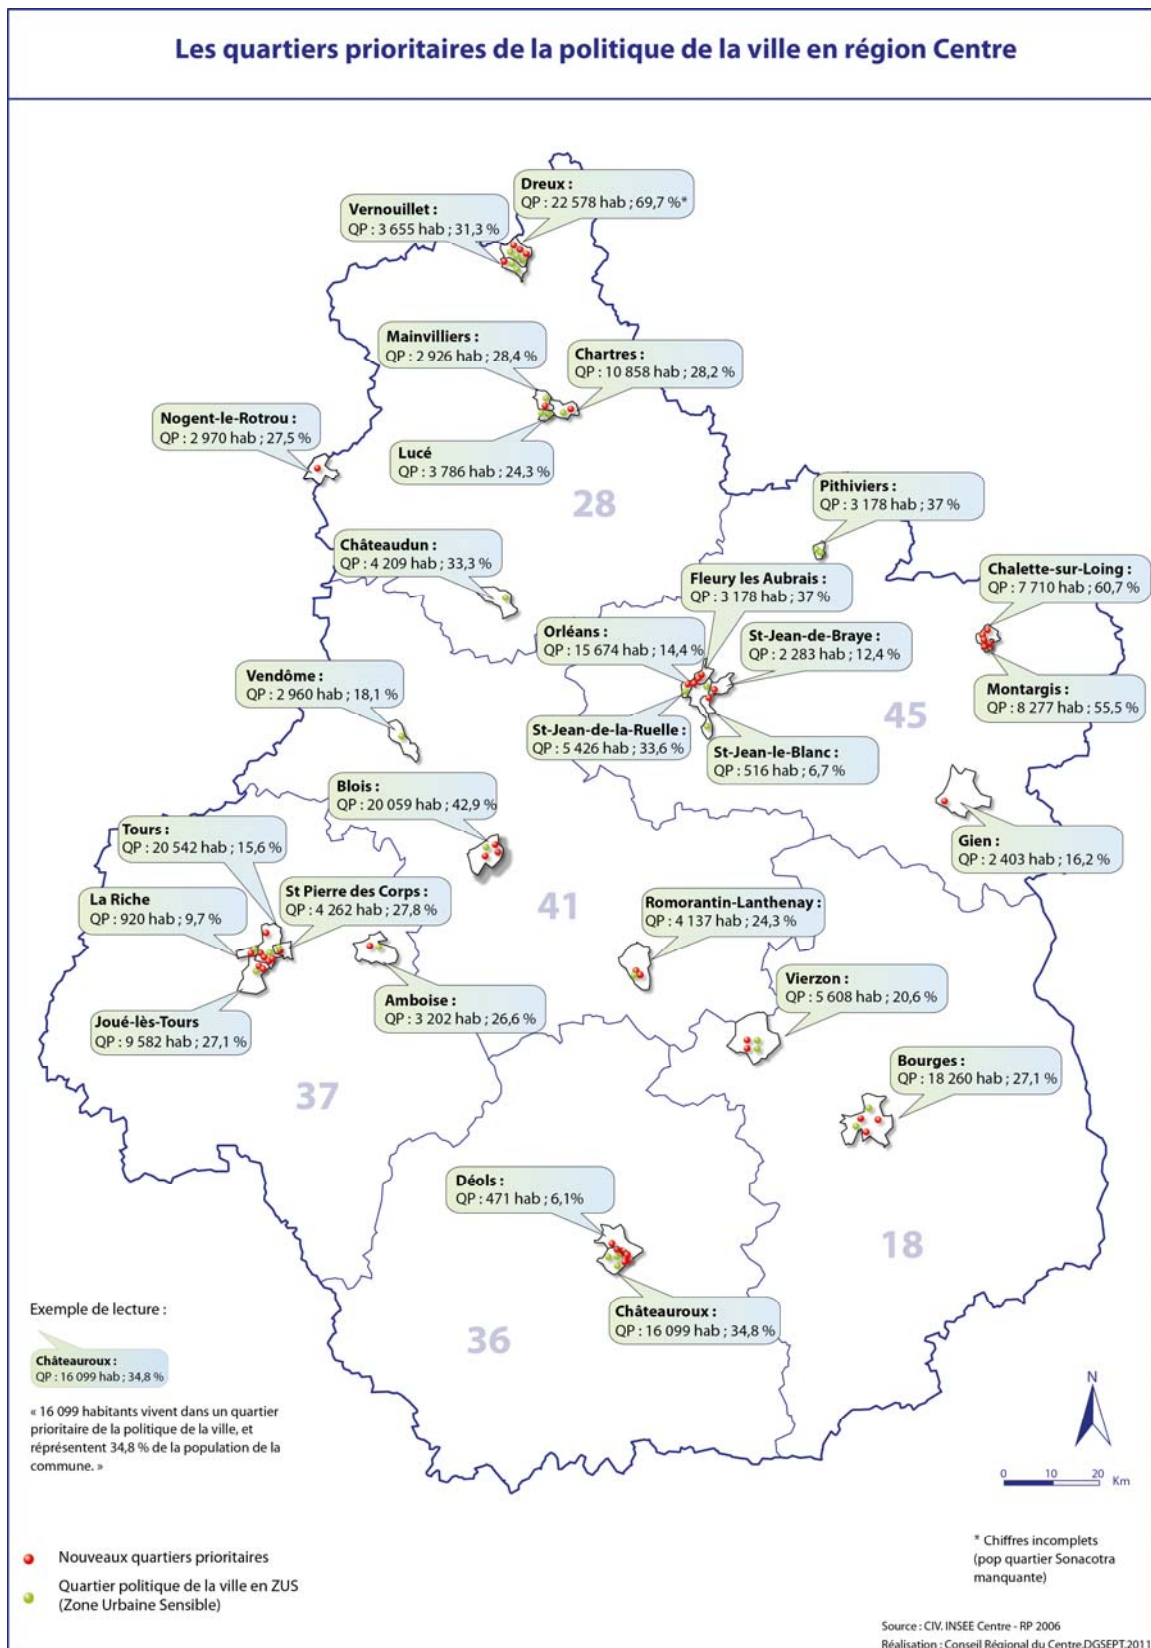 Les quartiers prioritaires de la politique de la ville en région Centre
Dreux :
QP : 22 578 hab ; 69,7 %*
Vernouillet :
QP : 3 655 hab ; 31,3 %
Mainvilliers :
QP : 2 926 hab ; 28,4 %
Chartres :
QP : 10 858 hab ; 28,2 %
Nogent-le-Rotrou :
QP : 2 970 hab ; 27,5 %
Lucé
QP : 3 786 hab ; 24,3 %
28
Pithiviers :
QP : 3 178 hab ; 37 %
Châteaudun :
QP : 4 209 hab ; 33,3 %
Fleury les Aubrais :
QP : 3 178 hab ; 37 %
Chalette-sur-Loing :
QP : 7 710 hab ; 60,7 %
Orléans :
QP : 15 674 hab ; 14,4 %
St-Jean-de-Braye :
QP : 2 283 hab ; 12,4 %
Vendôme :
QP : 2 960 hab ; 18,1 %
Montargis :
QP : 8 277 hab ; 55,5 %
45
St-Jean-de-la-Ruelle :
QP : 5 426 hab ; 33,6 %
St-Jean-le-Blanc :
QP : 516 hab ; 6,7 %
Blois :
QP : 20 059 hab ; 42,9 %
Tours :
QP : 20 542 hab ; 15,6 %
Gien :
QP : 2 403 hab ; 16,2 %
La Riche
QP : 920 hab ; 9,7 %
St Pierre des Corps :
QP : 4 262 hab ; 27,8 %
41
Romorantin-Lanthenay :
QP : 4 137 hab ; 24,3 %
Vierzon :
QP : 5 608 hab ; 20,6 %
Amboise :
QP : 3 202 hab ; 26,6 %
Joué-lès-Tours
QP : 9 582 hab ; 27,1 %
Bourges :
QP : 18 260 hab ; 27,1 %
37
Déols :
QP : 471 hab ; 6,1%
18
Châteauroux :
QP : 16 099 hab ; 34,8 %
36
Exemple de lecture :
Châteauroux :
QP : 16 099 hab ; 34,8 %
« 16 099 habitants vivent dans un quartier
prioritaire de la politique de la ville, et
réprésentent 34,8 % de la population de la
commune. »
N
0 10 20 Km
Nouveaux quartiers prioritaires
Quartier politique de la ville en ZUS
(Zone Urbaine Sensible)
* Chiffres incomplets
(pop quartier Sonacotra
manquante)
Source : CIV. INSEE Centre - RP 2006
Réalisation : Conseil Régional du Centre.DGSEPT.2011